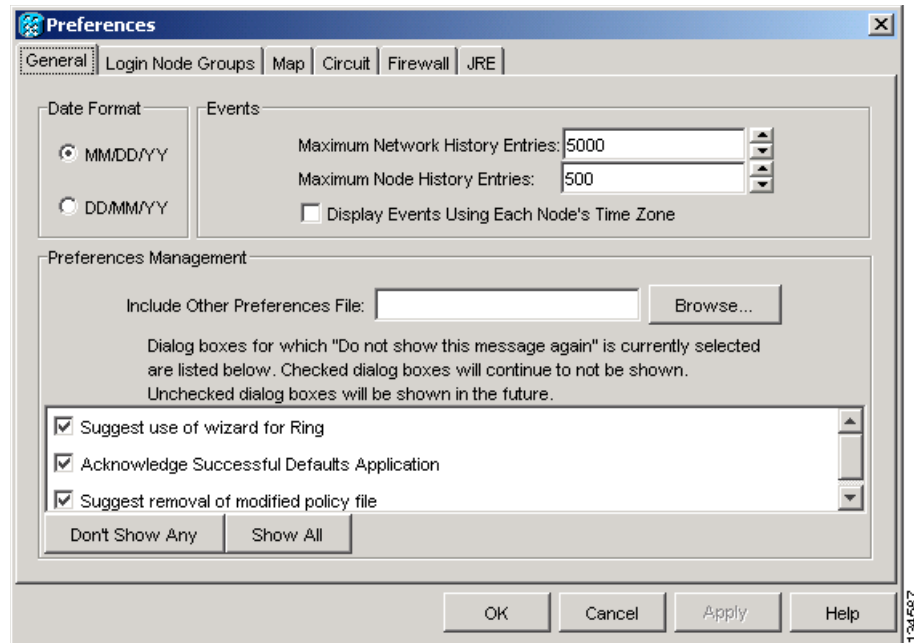 Preferences
General Login Node Groups Map Circuit Firewall JRE
Date Format
MM/DD/YY
DD/MM/YY
Events
Maximum Network History Entries: 5000
Maximum Node History Entries: 500
Display Events Using Each Node's Time Zone
Preferences Management
Include Other Preferences File: Browse...
Dialog boxes for which "Do not show this message again" is currently selected
are listed below. Checked dialog boxes will continue to not be shown.
Unchecked dialog boxes will be shown in the future.
Suggest use of wizard for Ring
Acknowledge Successful Defaults Application
Suggest removal of modified policy file
Don't Show Any Show All
OK Cancel Apply Help
134587